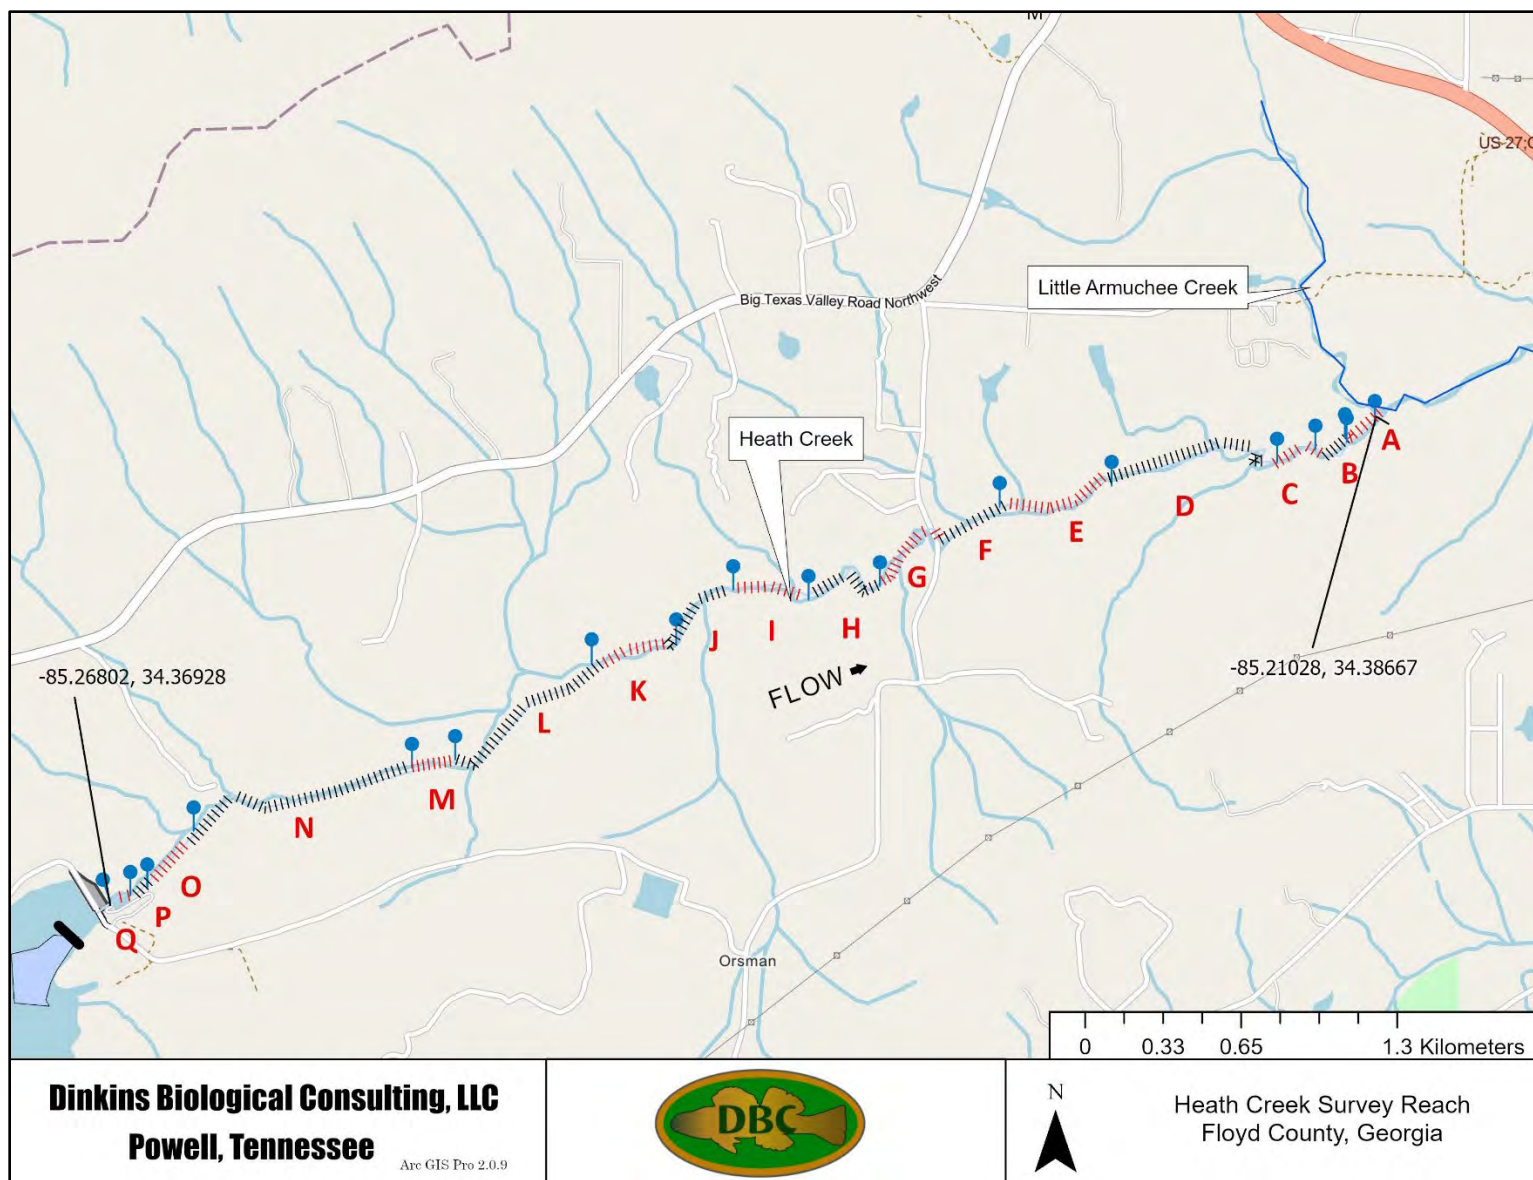 M
US 27;C
Big Texas Valley Road Northwest
Little Armuchee Creek
Heath Creek
A
B
C
D
E
F
G
H
I
J
K
L
M
N
O
P
Q
FLOW
-85.26802, 34.36928
-85.21028, 34.38667
Orsman
0 0.33 0.65 1.3 Kilometers
Dinkins Biological Consulting, LLC
Powell, Tennessee
Arc GIS Pro 2.0.9
DBC
N
Heath Creek Survey Reach
Floyd County, Georgia